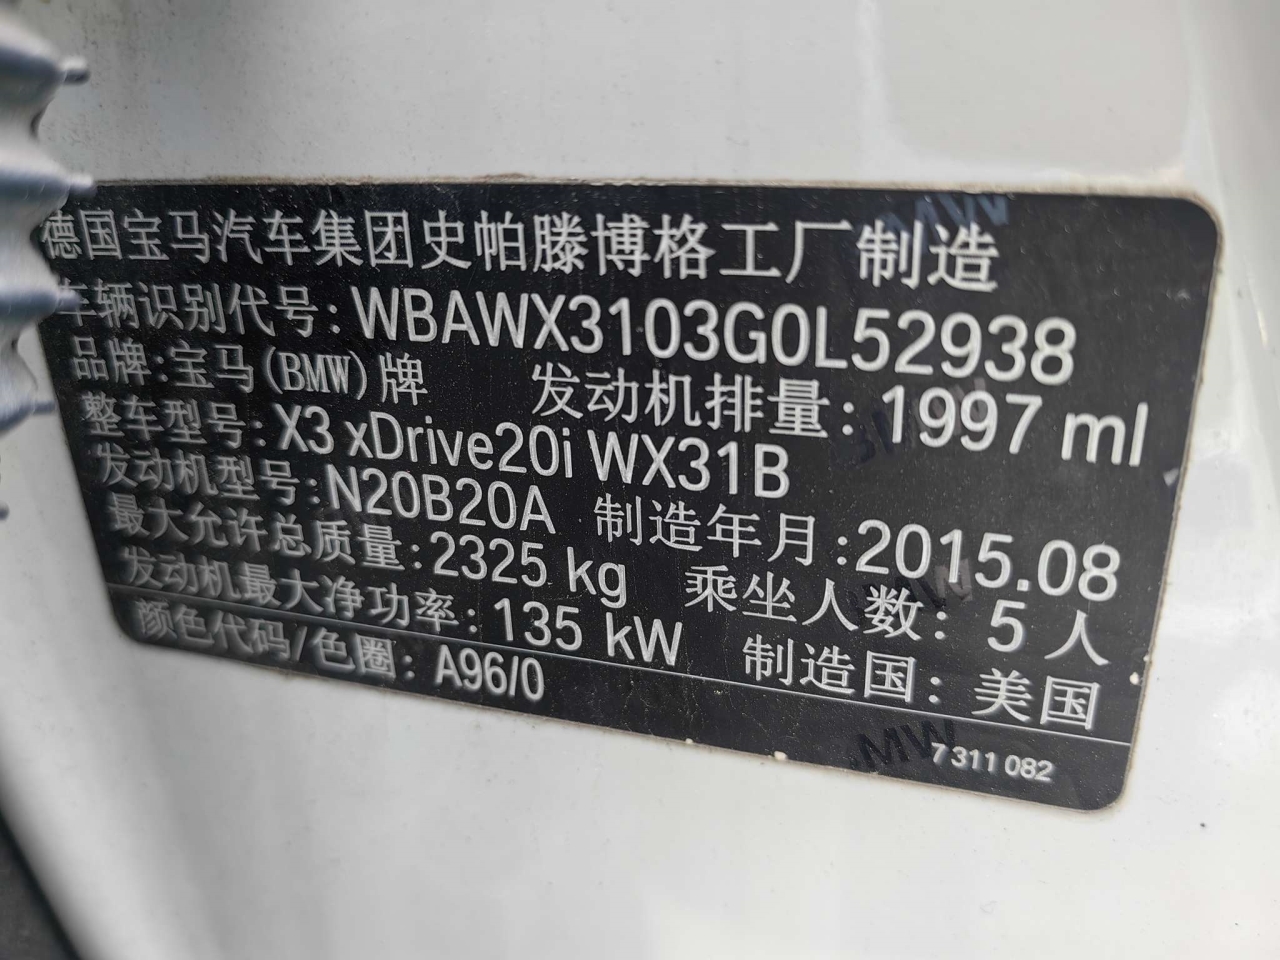 德国宝马汽车集团史帕滕博格工厂制造
车辆识别代号: WBAWX3103G0L52938
品牌:宝马(BMW)牌 发动机排量: 1997 ml
整车型号: X3 xDrive20i WX31B
发动机型号: N20B20A 制造年月:2015.08
最大允许总质量: 2325 kg 乘坐人数: 5 人
发动机最大净功率: 135 kW 制造国: 美国
颜色代码/色圈: A96/0
7 311 082